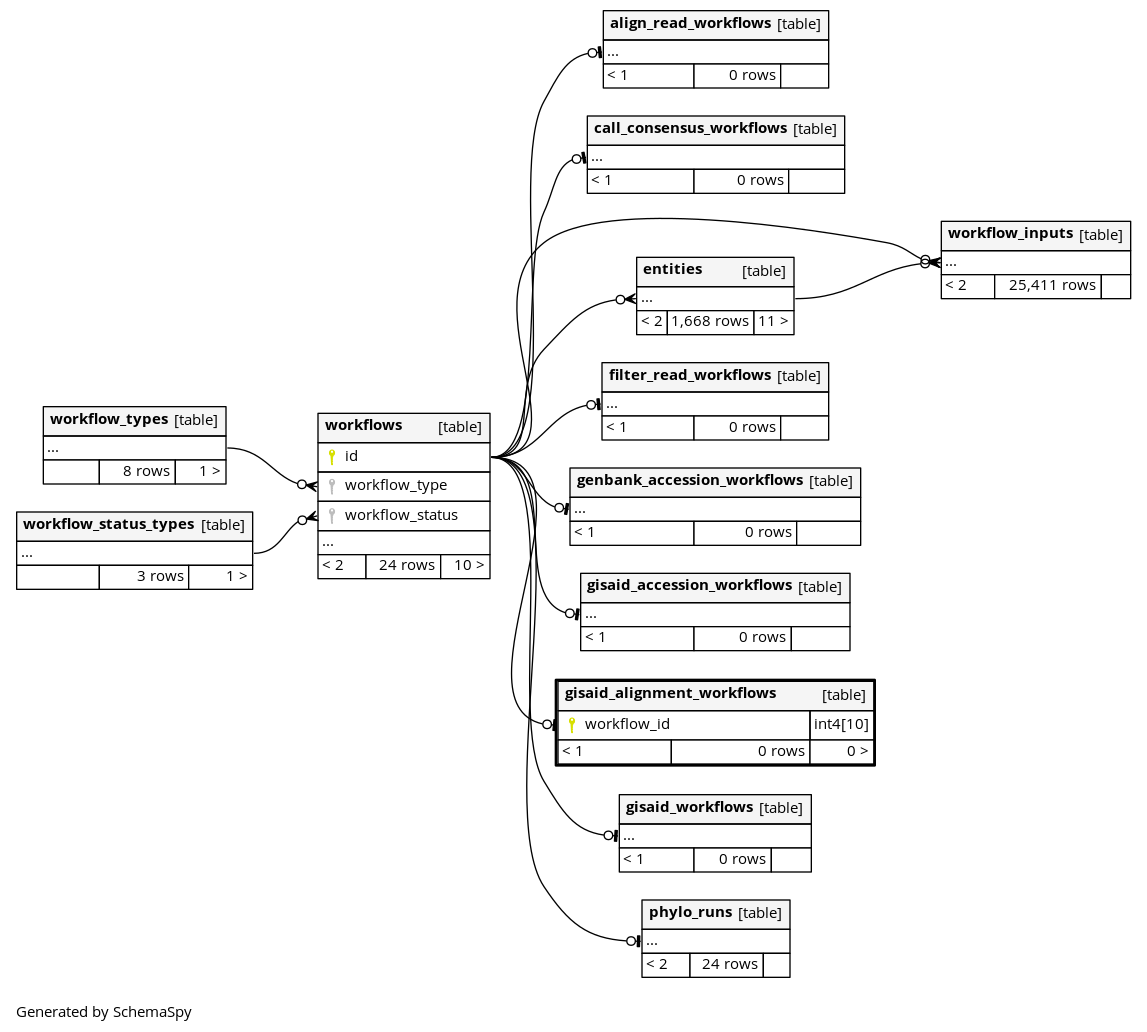 align_read_workflows [table]
...
< 1 0 rows
call_consensus_workflows [table]
...
< 1 0 rows
workflow_inputs [table]
...
< 2 25,411 rows
entities [table]
...
< 2 1,668 rows 11 >
filter_read_workflows [table]
...
< 1 0 rows
workflow_types [table]
...
8 rows 1 >
workflows [table]
id
workflow_type
workflow_status
...
< 2 24 rows 10 >
genbank_accession_workflows [table]
...
< 1 0 rows
workflow_status_types [table]
...
3 rows 1 >
gisaid_accession_workflows [table]
...
< 1 0 rows
gisaid_alignment_workflows [table]
workflow_id int4[10]
< 1 0 rows 0 >
gisaid_workflows [table]
...
< 1 0 rows
phylo_runs [table]
...
< 2 24 rows
Generated by SchemaSpy